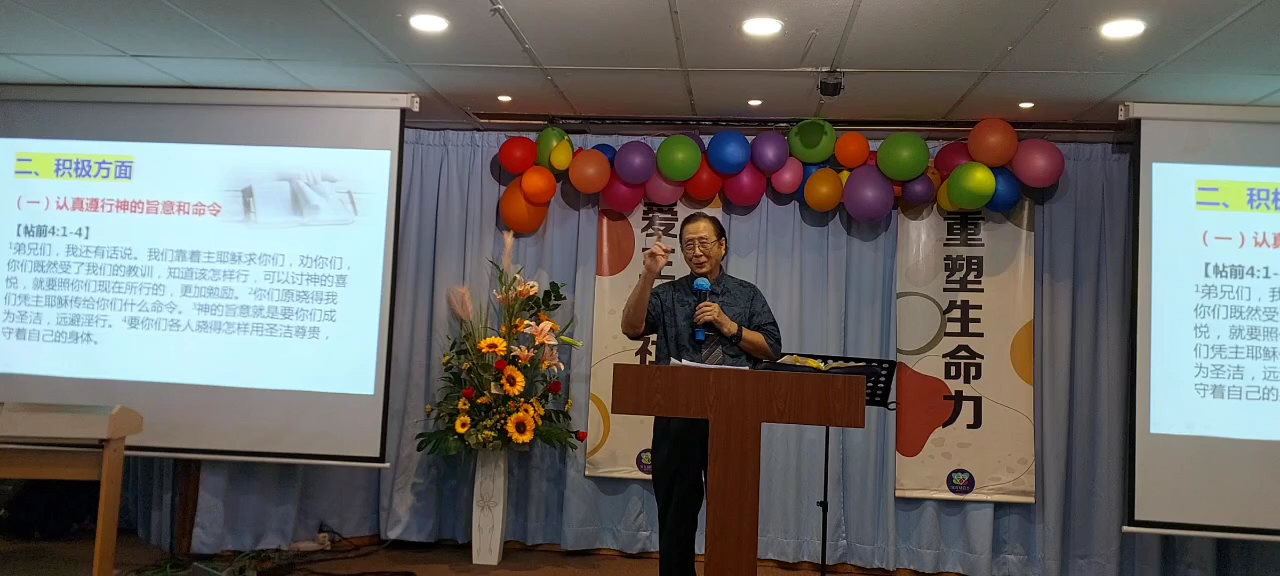 二、积极方面
（一）认真遵行神的旨意和命令
【帖前4:1-4】
¹弟兄们，我还有话说。我们靠着主耶稣求你们，劝你们，
你们既然受了我们的教训，知道该怎样行，可以讨神的喜
悦，就要照你们现在所行的，更加勉励。²你们原晓得我
们凭主耶稣传给你们什么命令。³神的旨意就是要你们成
为圣洁，远避淫行。⁴要你们各人晓得怎样用圣洁尊贵，
守着自己的身体。
爱
重塑生命力
二、积
（一）认真
【帖前4:1-
¹弟兄们，我
你们既然受
悦，就要照
们凭主耶稣
为圣洁，远
守着自己的